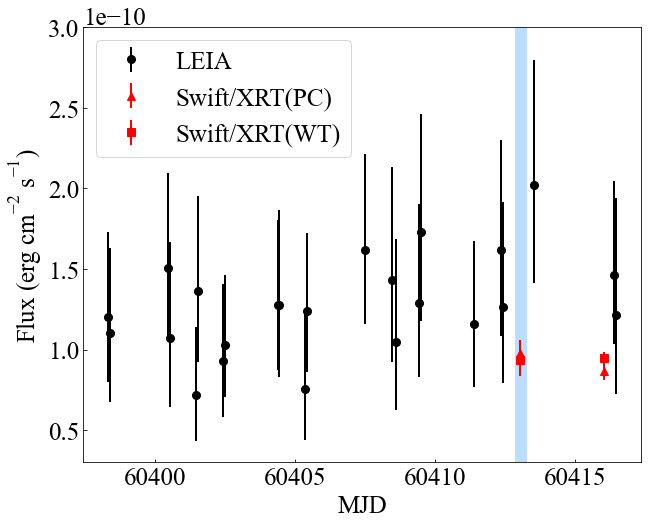 1e−10
3.0
2.5
2.0
1.5
1.0
0.5
Flux (erg cm⁻² s⁻¹)
LEIA
Swift/XRT(PC)
Swift/XRT(WT)
60400 60405 60410 60415
MJD